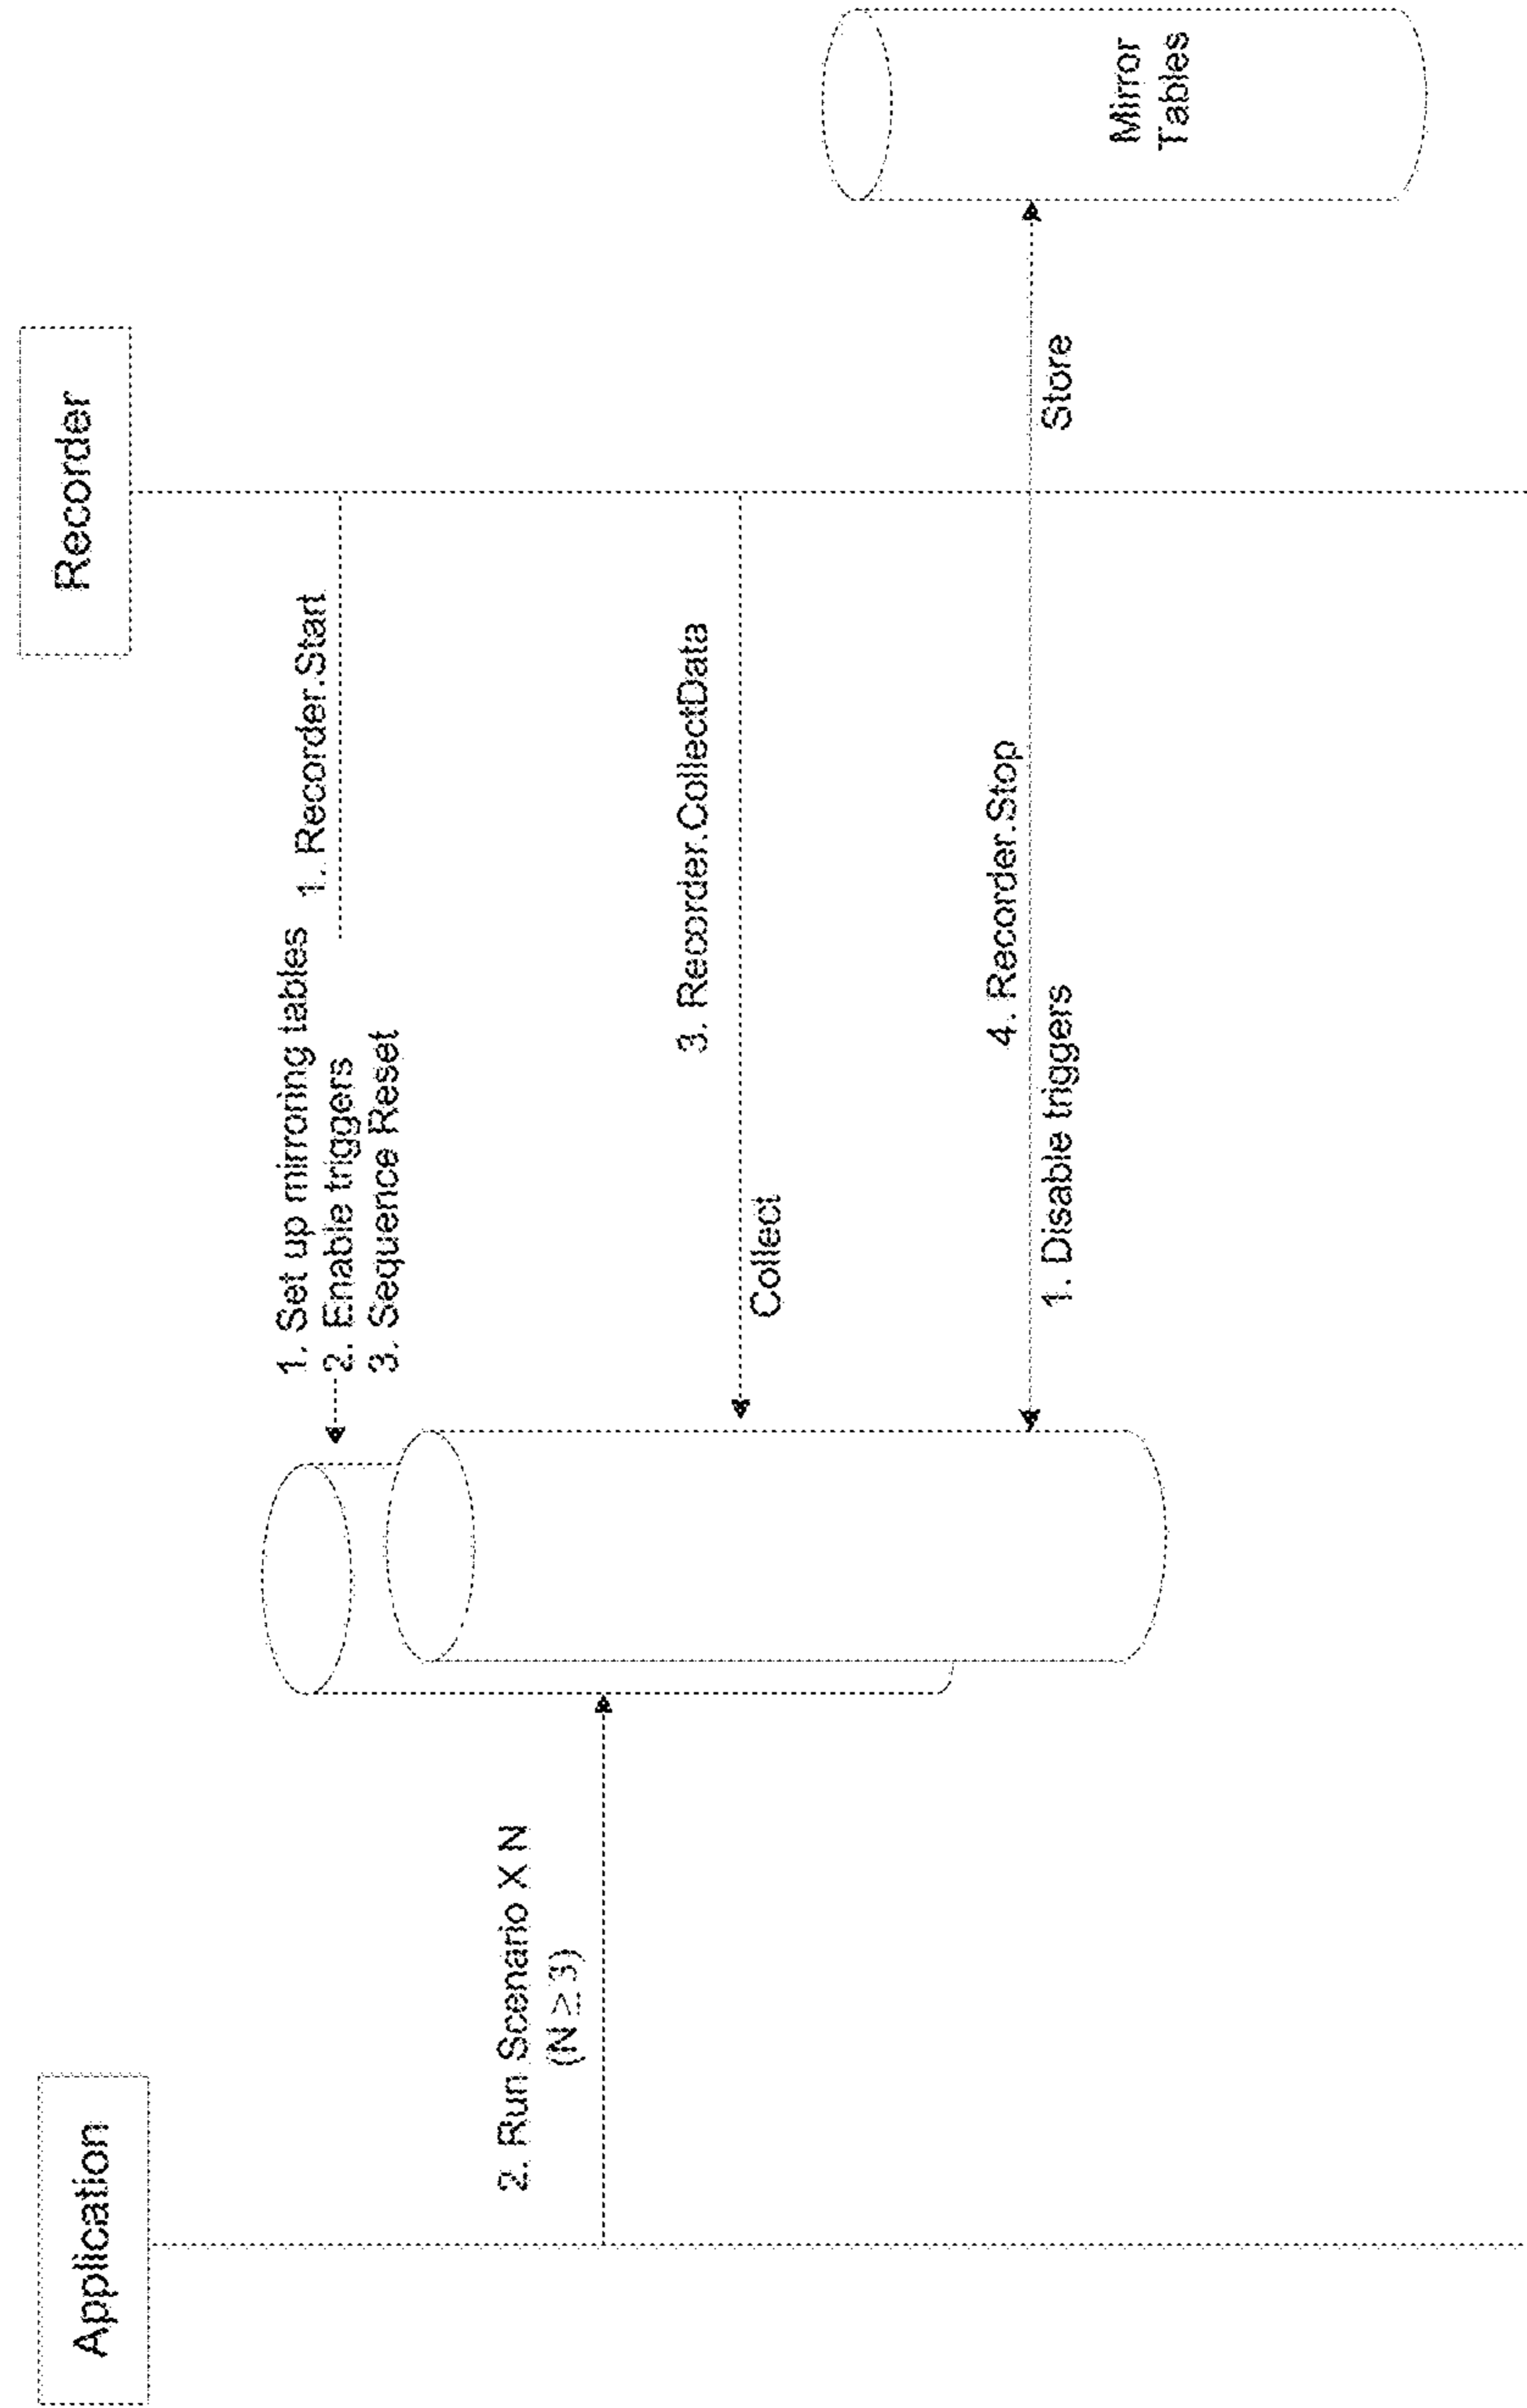 Application
Recorder
1. Set up mirroring tables
2. Enable triggers
3. Sequence Reset
1. Recorder.Start
2. Run Scenario X N
(N ≥ 3)
3. Recorder.CollectData
Collect
4. Recorder.Stop
1. Disable triggers
Store
Mirror
Tables